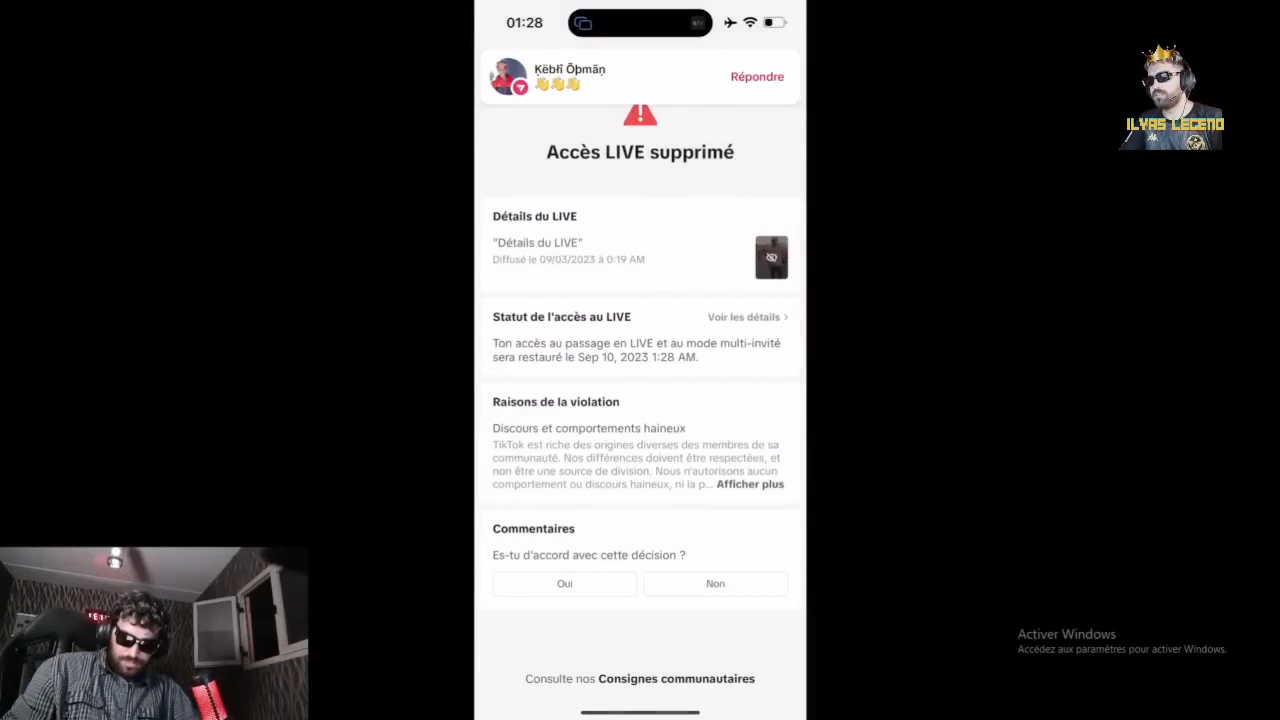 01:28
Ķëbłî Õþmãņ
👋👋👋
Répondre
Accès LIVE supprimé
Détails du LIVE
"Détails du LIVE"
Diffusé le 09/03/2023 à 0:19 AM
Statut de l'accès au LIVE
Voir les détails >
Ton accès au passage en LIVE et au mode multi-invité
sera restauré le Sep 10, 2023 1:28 AM.
Raisons de la violation
Discours et comportements haineux
TikTok est riche des origines diverses des membres de sa
communauté. Nos différences doivent être respectées, et
non être une source de division. Nous n'autorisons aucun
comportement ou discours haineux, ni la p... Afficher plus
Commentaires
Es-tu d'accord avec cette décision ?
Oui
Non
Consulte nos Consignes communautaires
ILYAS LEGEND
Activer Windows
Accédez aux paramètres pour activer Windows.